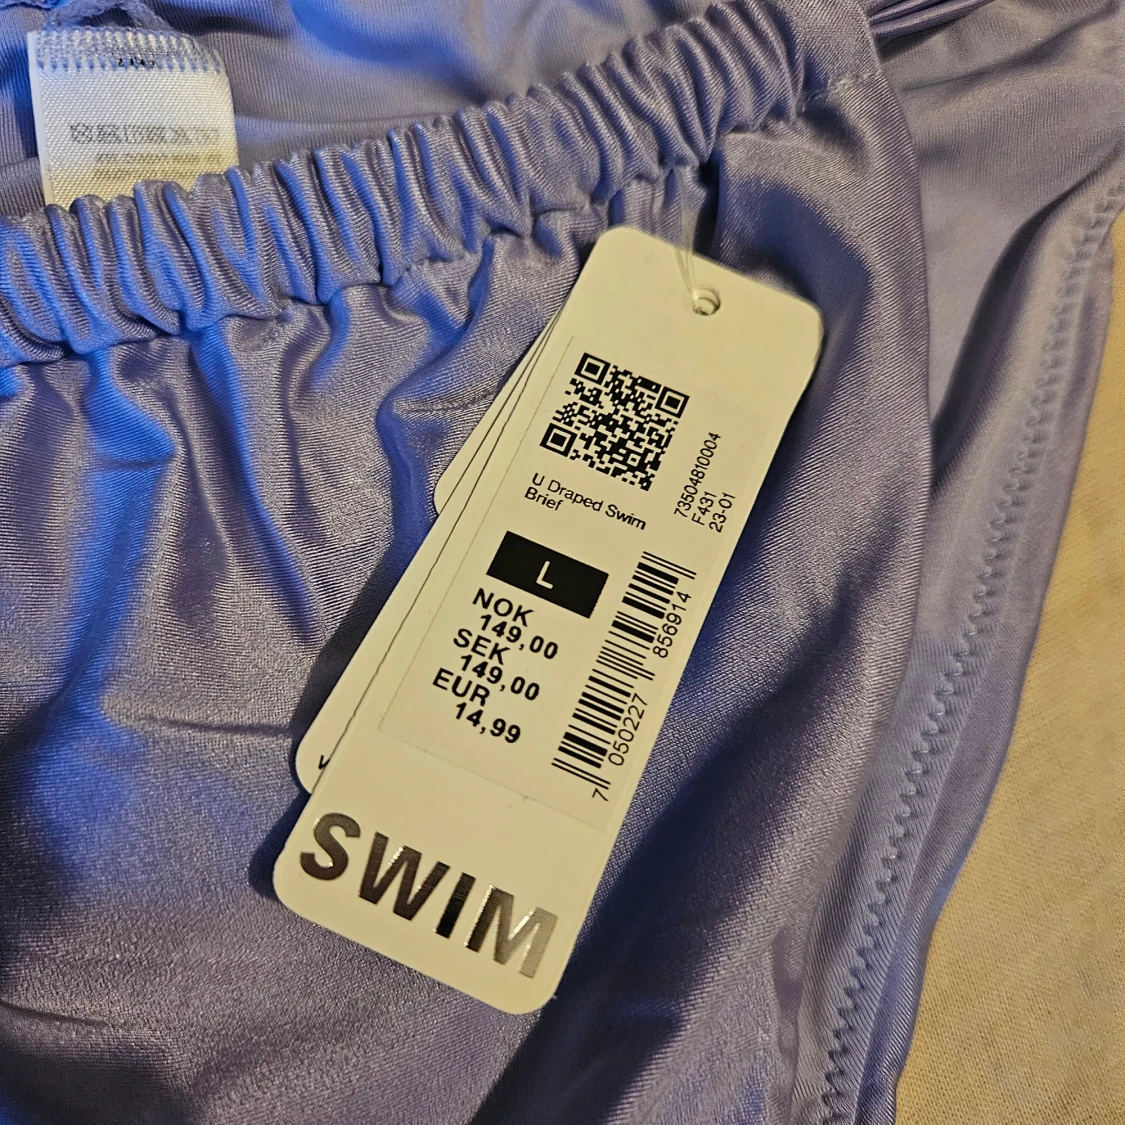 U Draped Swim
Brief
73504810004
F431
23-01
L
NOK
149,00
SEK
149,00
EUR
14,99
7 050227 856914
SWIM